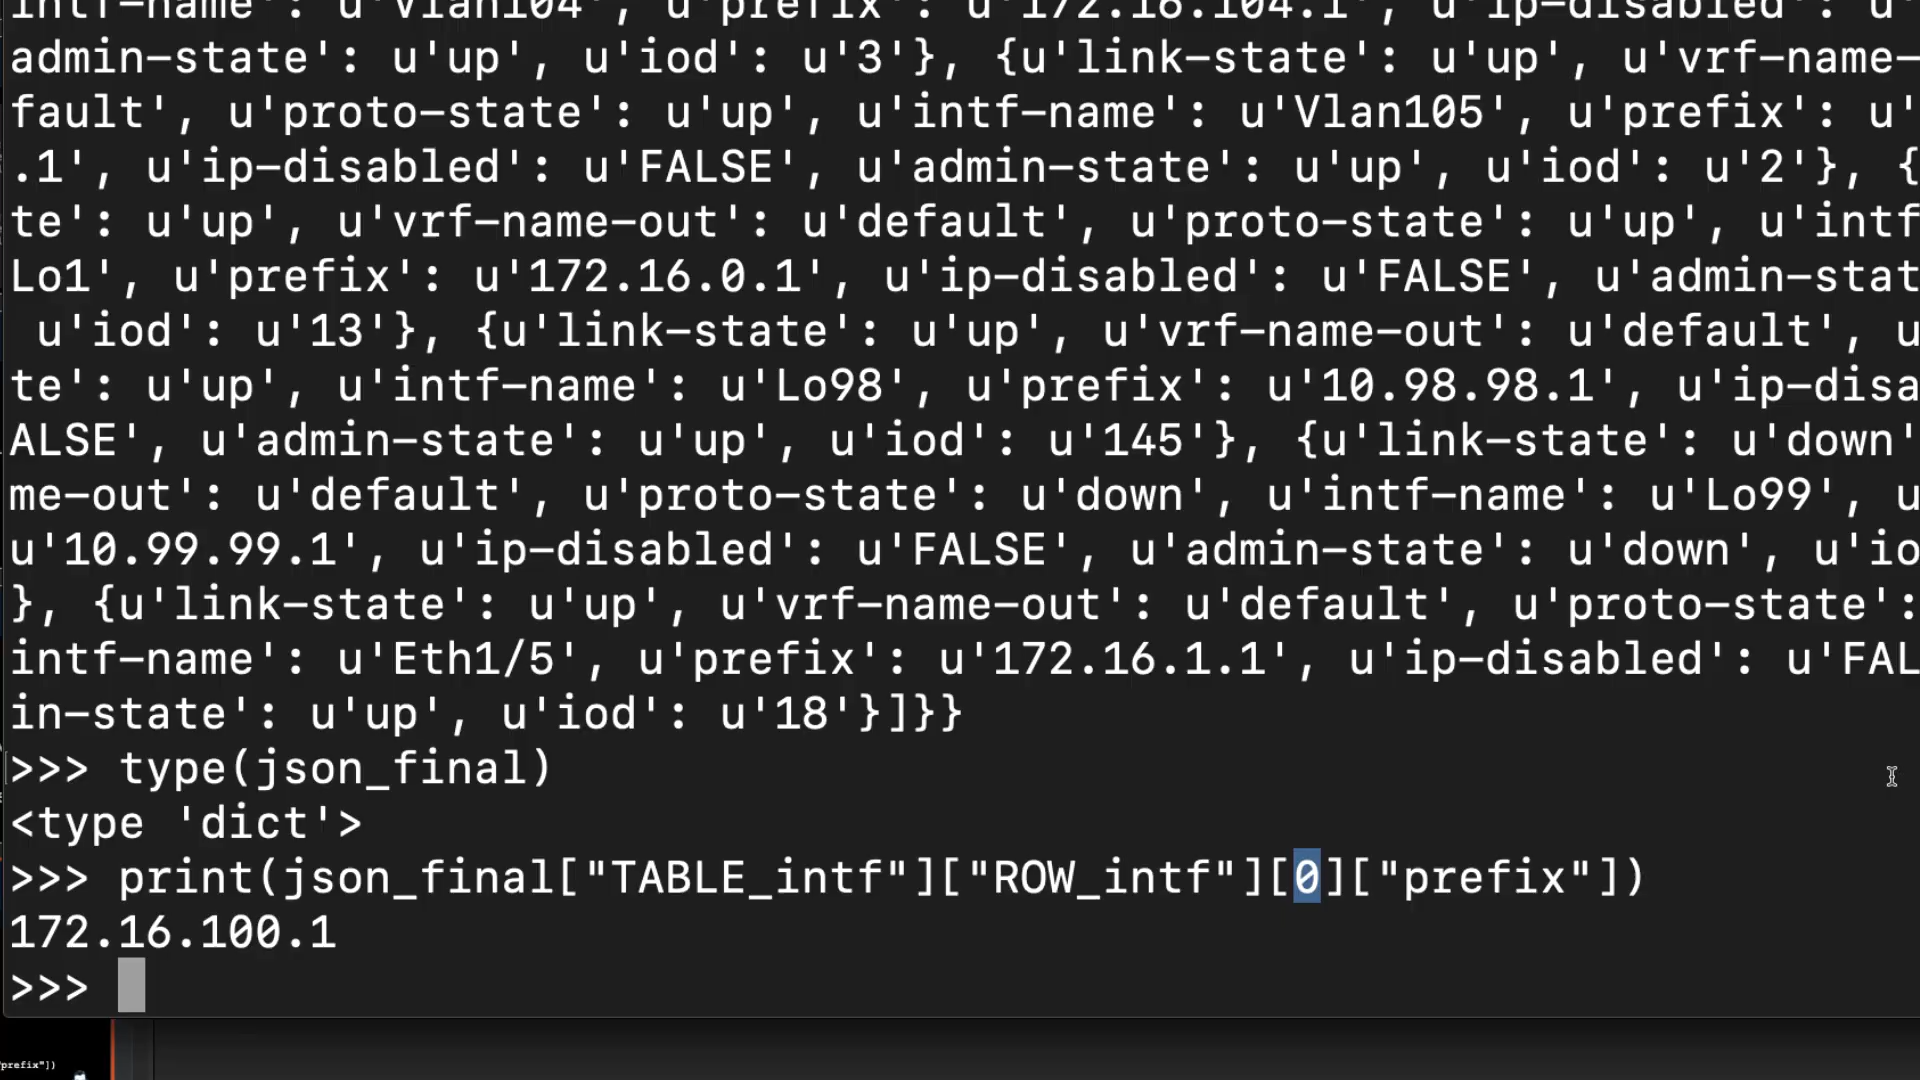 intf-name': u'Vlan104', u'prefix': u'172.16.104.1', u'ip-disabled': u'
admin-state': u'up', u'iod': u'3'}, {u'link-state': u'up', u'vrf-name-
fault', u'proto-state': u'up', u'intf-name': u'Vlan105', u'prefix': u'
.1', u'ip-disabled': u'FALSE', u'admin-state': u'up', u'iod': u'2'}, {
te': u'up', u'vrf-name-out': u'default', u'proto-state': u'up', u'intf
Lo1', u'prefix': u'172.16.0.1', u'ip-disabled': u'FALSE', u'admin-stat
u'iod': u'13'}, {u'link-state': u'up', u'vrf-name-out': u'default', u
te': u'up', u'intf-name': u'Lo98', u'prefix': u'10.98.98.1', u'ip-disa
ALSE', u'admin-state': u'up', u'iod': u'145'}, {u'link-state': u'down'
me-out': u'default', u'proto-state': u'down', u'intf-name': u'Lo99', u
u'10.99.99.1', u'ip-disabled': u'FALSE', u'admin-state': u'down', u'io
}, {u'link-state': u'up', u'vrf-name-out': u'default', u'proto-state':
intf-name': u'Eth1/5', u'prefix': u'172.16.1.1', u'ip-disabled': u'FAL
in-state': u'up', u'iod': u'18'}]}}
>>> type(json_final)
<type 'dict'>
>>> print(json_final["TABLE_intf"]["ROW_intf"][0]["prefix"])
172.16.100.1
>>>
prefix"])